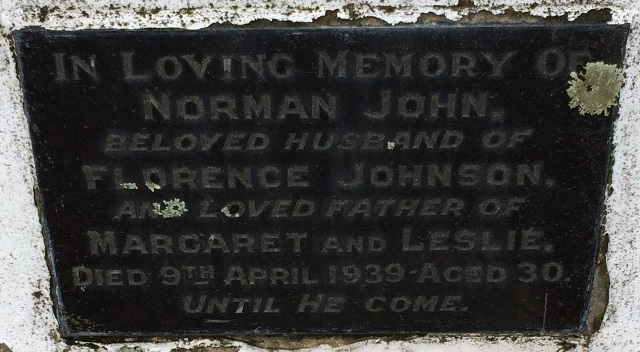 IN LOVING MEMORY OF
NORMAN JOHN,
BELOVED HUSBAND OF
FLORENCE JOHNSON,
AND LOVED FATHER OF
MARGARET AND LESLIE.
DIED 9TH APRIL 1939-AGED 30.
UNTIL HE COME.